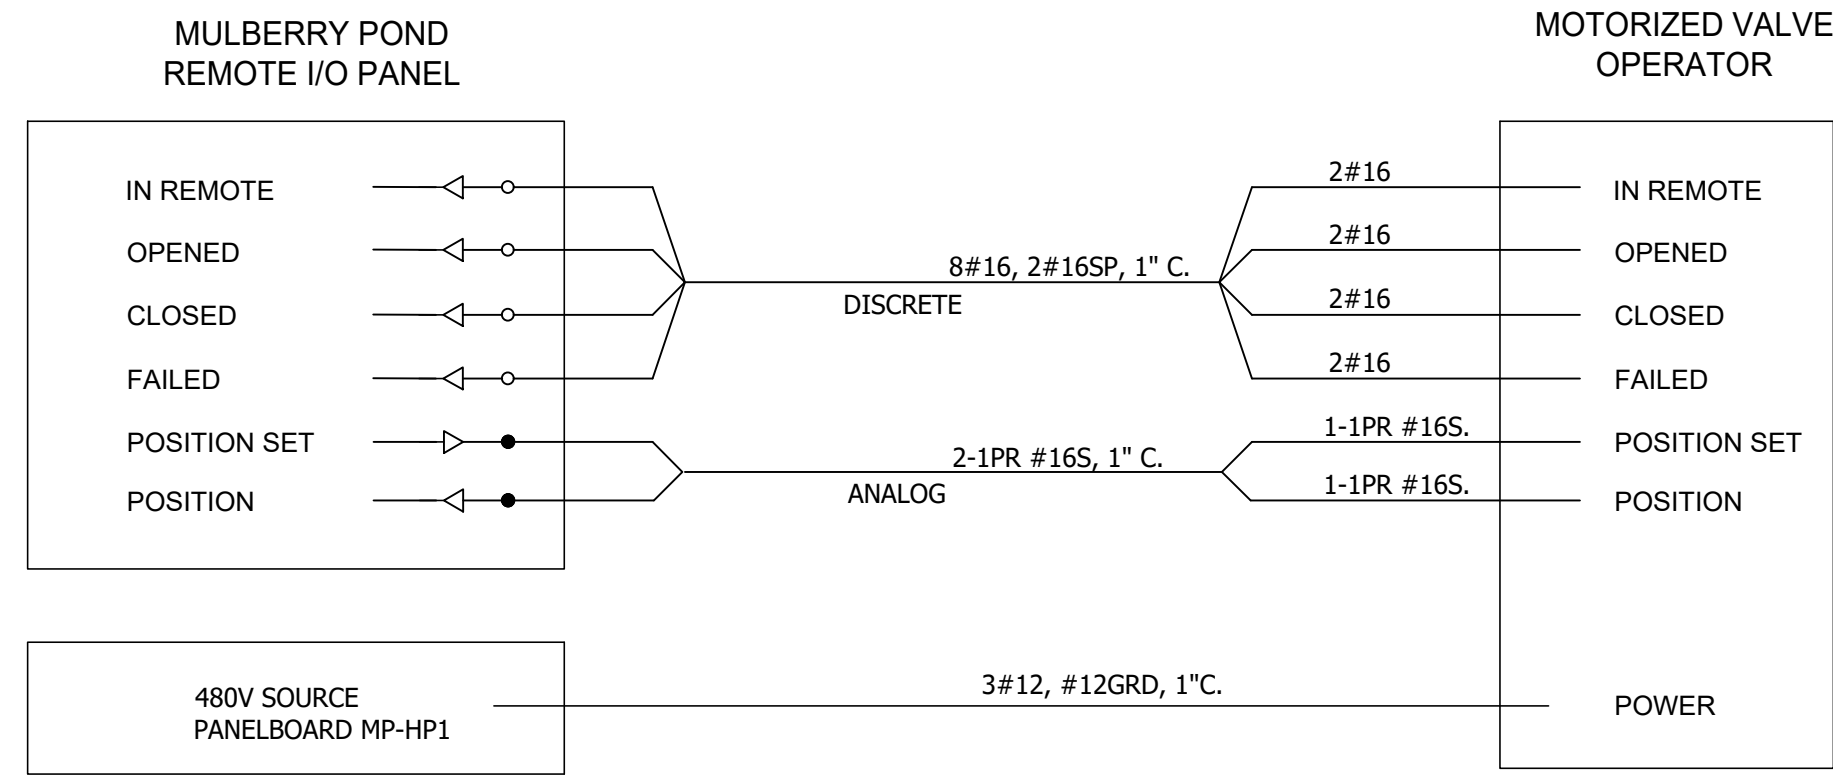 MULBERRY POND
REMOTE I/O PANEL
MOTORIZED VALVE
OPERATOR
IN REMOTE
OPENED
CLOSED
FAILED
POSITION SET
POSITION
8#16, 2#16SP, 1" C.
DISCRETE
2-1PR #16S, 1" C.
ANALOG
2#16
2#16
2#16
2#16
1-1PR #16S.
1-1PR #16S.
IN REMOTE
OPENED
CLOSED
FAILED
POSITION SET
POSITION
480V SOURCE
PANELBOARD MP-HP1
3#12, #12GRD, 1"C.
POWER